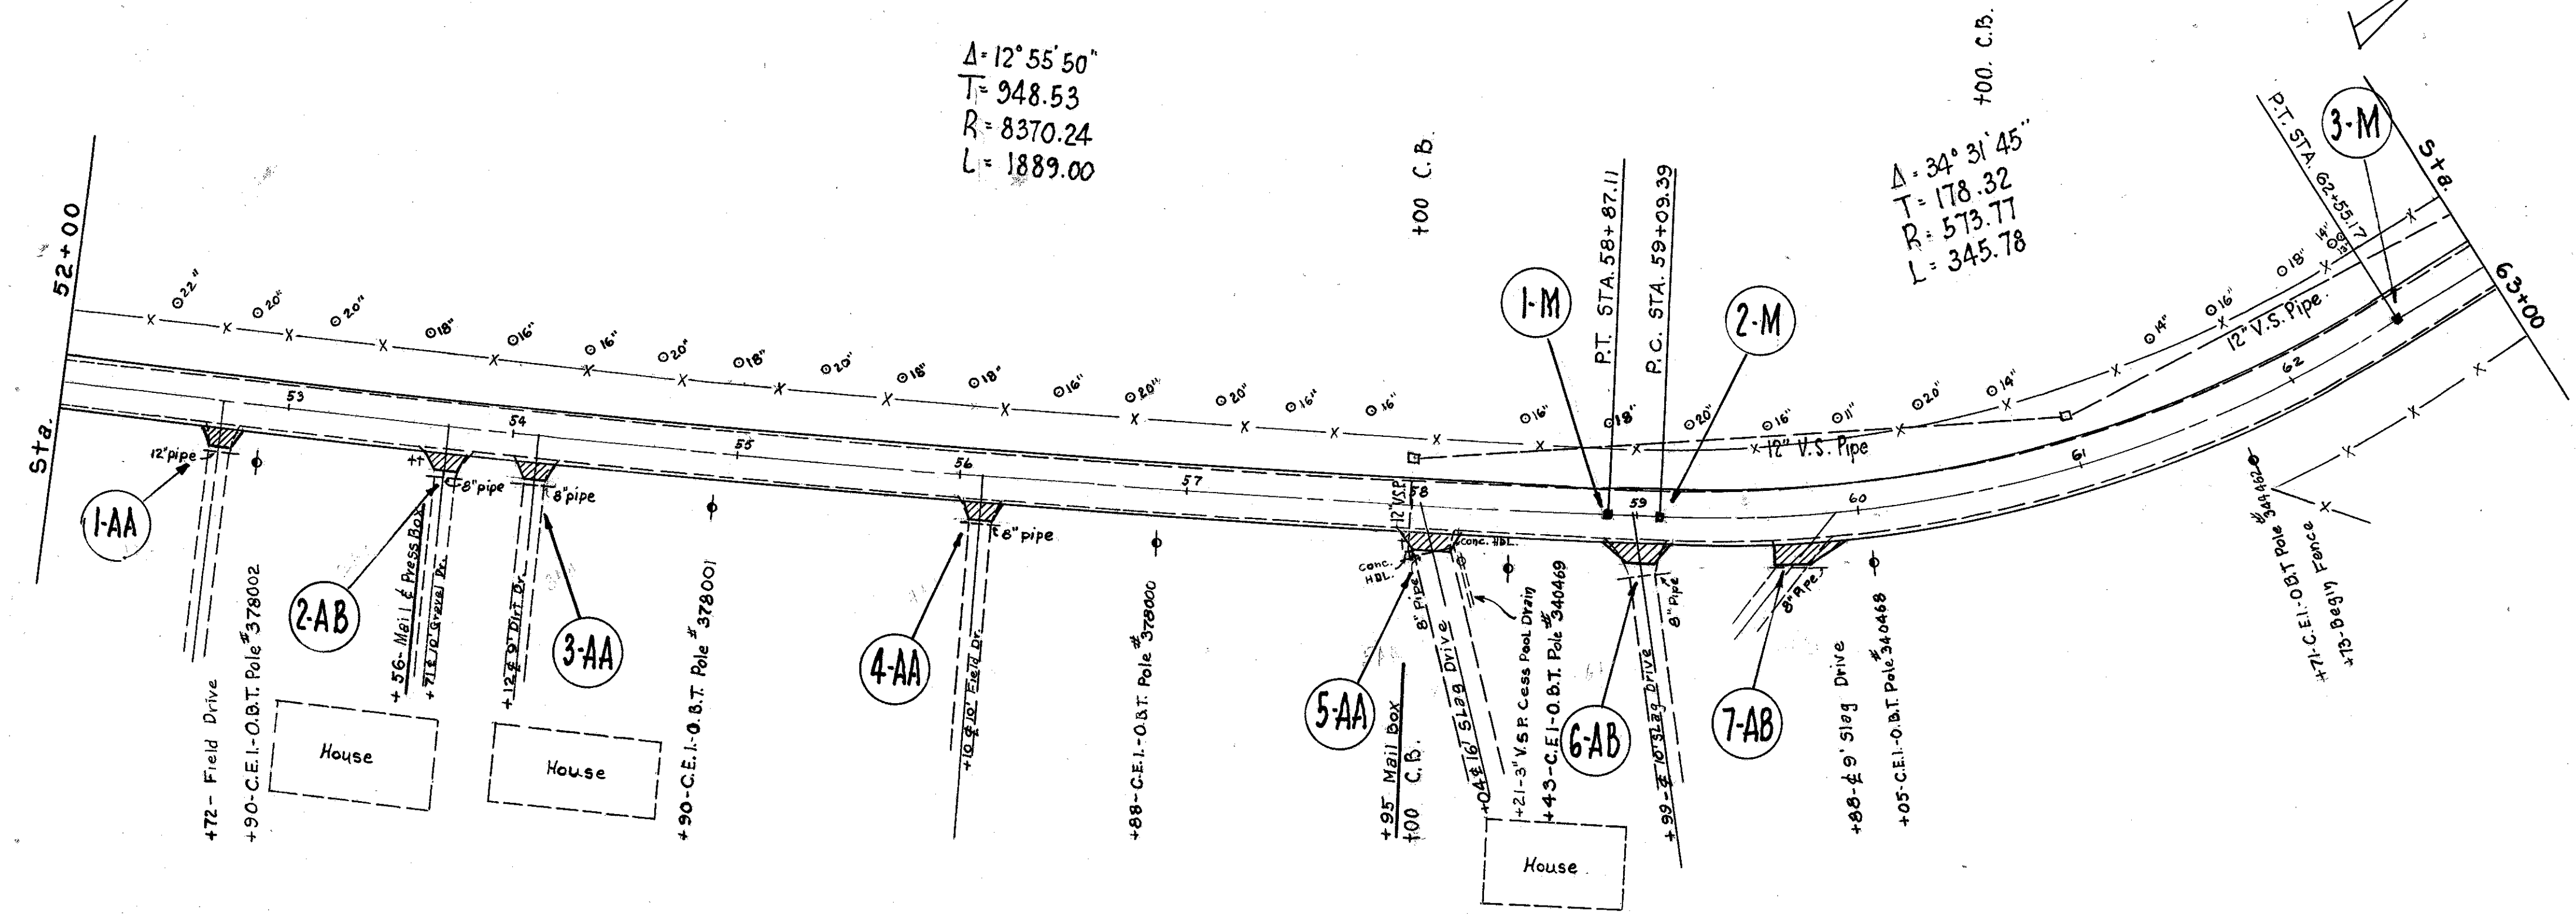 Δ = 12° 55' 50"
T = 948.53
R = 8370.24
L = 1889.00
+00 C.B.
+00. C.B.
Δ = 34° 31' 45"
T = 178.32
R = 573.77
L = 345.78
P.T. STA. 58+87.11
P.C. STA. 59+09.39
P.T. STA. 62+55.17
1-M
2-M
3-M
Sta. 52+00
Sta. 63+00
22"
20"
20"
18"
16"
16"
20"
18"
20"
18"
18"
16"
20"
20"
16"
16"
16"
18"
20"
16"
11"
20"
14"
14"
16"
18"
14"
12" V.S. Pipe
12" V.S. Pipe.
53
54
55
56
57
58
59
60
61
62
12" V.S.P.
12" pipe
8" pipe
8" pipe
8" pipe
conc. HDL.
conc.
HDL.
8" Pipe
8" Pipe
8" Pipe
1-AA
2-AB
3-AA
4-AA
5-AA
6-AB
7-AB
+72- Field Drive
+90-C.E.I.-O.B.T. Pole #378002
+56- Mail & Press Box
+71 ℄ 10' Gravel Dr.
+12 ℄ 9' Dirt Dr.
+90-C.E.I.-O.B.T. Pole #378001
+10 ℄ 10' Field Dr.
+88-C.E.I.-O.B.T. Pole #378000
+95 Mail Box
+00 C.B.
+04 ℄ 16' Slag Drive
+21-3" V.S.P. Cess Pool Drain
+43-C.E.I-O.B.T. Pole #340469
+99-℄ 10' Slag Drive
+88-℄ 9' Slag Drive
+05-C.E.I.-O.B.T. Pole #340468
+71-C.E.I.-O.B.T Pole #344462
+73-Begin Fence
House
House
House